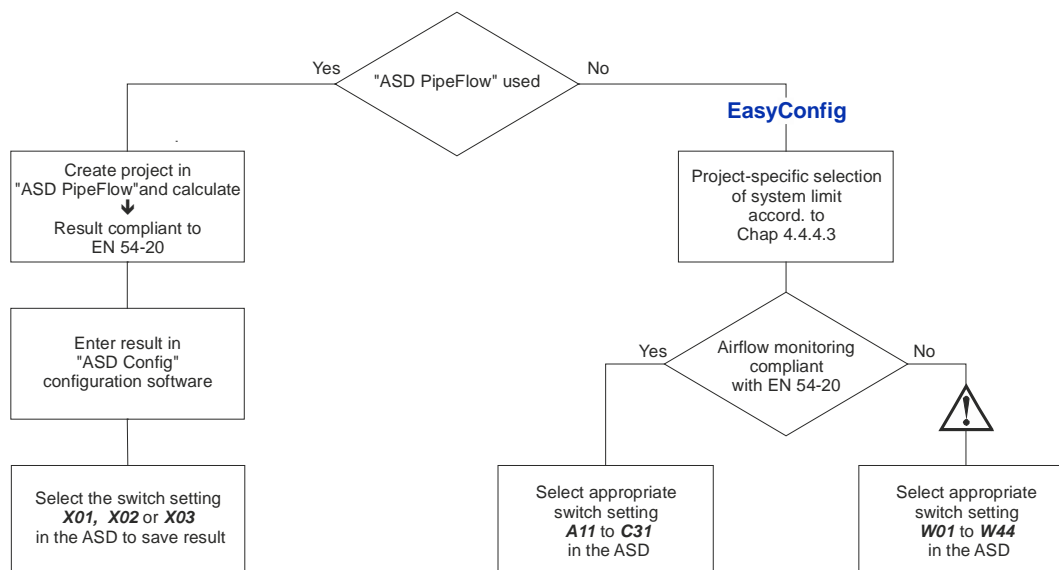 "ASD PipeFlow" used
Yes
No
EasyConfig
Create project in
"ASD PipeFlow"and calculate
Result compliant to
EN 54-20
Enter result in
"ASD Config"
configuration software
Select the switch setting
X01, X02 or X03
in the ASD to save result
Project-specific selection
of system limit
accord. to
Chap 4.4.4.3
Airflow monitoring
compliant
with EN 54-20
Yes
No
Select appropriate
switch setting
A11 to C31
in the ASD
Select appropriate
switch setting
W01 to W44
in the ASD